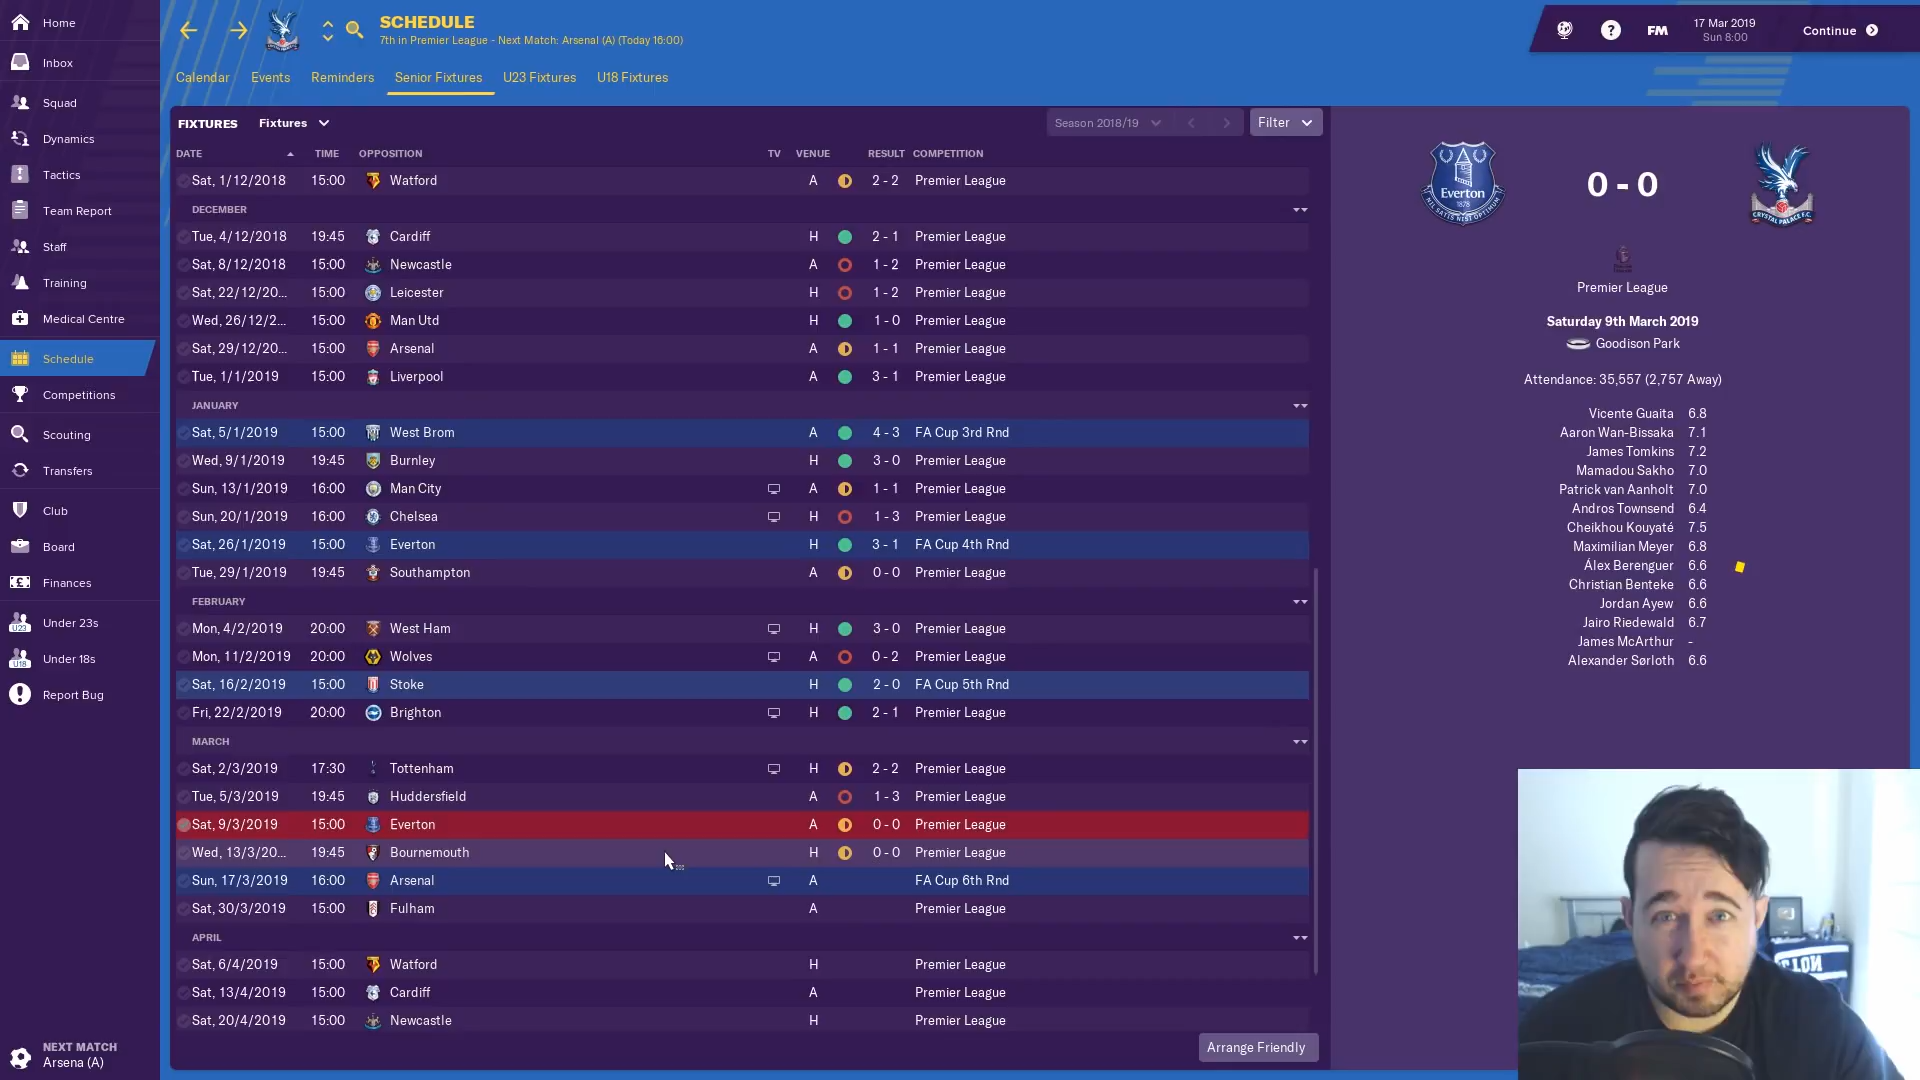 Home
Inbox
Squad
Dynamics
Tactics
Team Report
Staff
Training
Medical Centre
Schedule
Competitions
Scouting
Transfers
Club
Board
Finances
U23
Under 23s
U18
Under 18s
Report Bug
NEXT MATCH
Arsena (A)
SCHEDULE
7th in Premier League - Next Match: Arsenal (A) (Today 16:00)
Calendar Events Reminders Senior Fixtures U23 Fixtures U18 Fixtures
FM
17 Mar 2019
Sun 8:00
Continue
FIXTURES Fixtures Season 2018/19 Filter
DATE TIME OPPOSITION TV VENUE RESULT COMPETITION
Sat, 1/12/2018 15:00 Watford A 2 - 2 Premier League
DECEMBER
Tue, 4/12/2018 19:45 Cardiff H 2 - 1 Premier League
Sat, 8/12/2018 15:00 Newcastle A 1 - 2 Premier League
Sat, 22/12/20... 15:00 Leicester H 1 - 2 Premier League
Wed, 26/12/2... 15:00 Man Utd H 1 - 0 Premier League
Sat, 29/12/20... 15:00 Arsenal A 1 - 1 Premier League
Tue, 1/1/2019 15:00 Liverpool A 3 - 1 Premier League
JANUARY
Sat, 5/1/2019 15:00 West Brom A 4 - 3 FA Cup 3rd Rnd
Wed, 9/1/2019 19:45 Burnley H 3 - 0 Premier League
Sun, 13/1/2019 16:00 Man City A 1 - 1 Premier League
Sun, 20/1/2019 16:00 Chelsea H 1 - 3 Premier League
Sat, 26/1/2019 15:00 Everton H 3 - 1 FA Cup 4th Rnd
Tue, 29/1/2019 19:45 Southampton A 0 - 0 Premier League
FEBRUARY
Mon, 4/2/2019 20:00 West Ham H 3 - 0 Premier League
Mon, 11/2/2019 20:00 Wolves A 0 - 2 Premier League
Sat, 16/2/2019 15:00 Stoke H 2 - 0 FA Cup 5th Rnd
Fri, 22/2/2019 20:00 Brighton H 2 - 1 Premier League
MARCH
Sat, 2/3/2019 17:30 Tottenham H 2 - 2 Premier League
Tue, 5/3/2019 19:45 Huddersfield A 1 - 3 Premier League
Sat, 9/3/2019 15:00 Everton A 0 - 0 Premier League
Wed, 13/3/20... 19:45 Bournemouth H 0 - 0 Premier League
Sun, 17/3/2019 16:00 Arsenal A FA Cup 6th Rnd
Sat, 30/3/2019 15:00 Fulham A Premier League
APRIL
Sat, 6/4/2019 15:00 Watford H Premier League
Sat, 13/4/2019 15:00 Cardiff A Premier League
Sat, 20/4/2019 15:00 Newcastle H Premier League
Arrange Friendly
Everton
1878
NIL SATIS NISI OPTIMUM
0 - 0
CRYSTAL PALACE F.C.
Premier League
Saturday 9th March 2019
Goodison Park
Attendance: 35,557 (2,757 Away)
Vicente Guaita 6.8
Aaron Wan-Bissaka 7.1
James Tomkins 7.2
Mamadou Sakho 7.0
Patrick van Aanholt 7.0
Andros Townsend 6.4
Cheikhou Kouyaté 7.5
Maximilian Meyer 6.8
Álex Berenguer 6.6
Christian Benteke 6.6
Jordan Ayew 6.6
Jairo Riedewald 6.7
James McArthur -
Alexander Sørloth 6.6